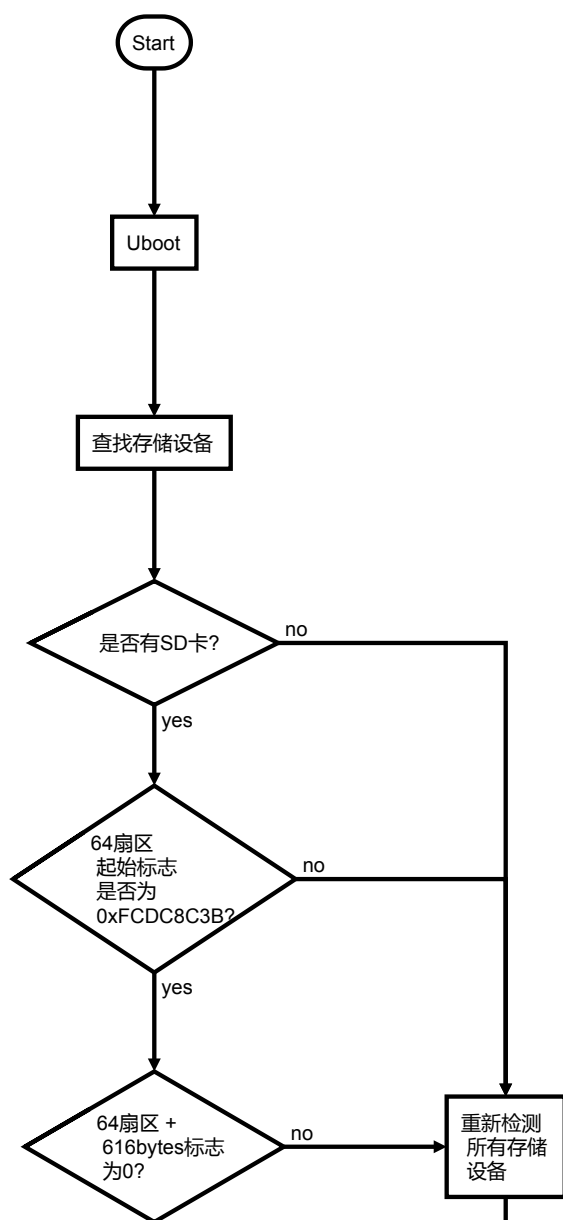 Start
Uboot
查找存储设备
是否有SD卡?
no
yes
64扇区
起始标志
是否为
0xFCDC8C3B?
no
yes
64扇区 +
616bytes标志
为0?
no
重新检测
所有存储
设备